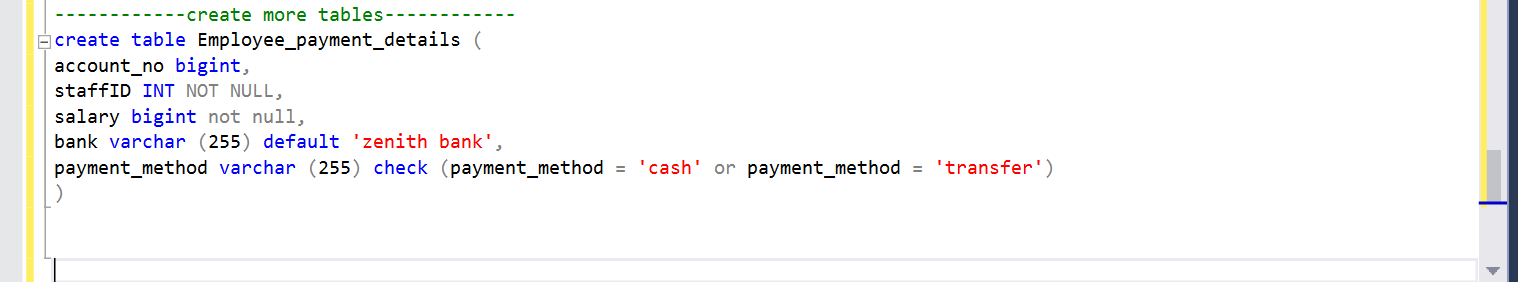 ------------create more tables------------
create table Employee_payment_details (
account_no bigint,
staffID INT NOT NULL,
salary bigint not null,
bank varchar (255) default 'zenith bank',
payment_method varchar (255) check (payment_method = 'cash' or payment_method = 'transfer')
)